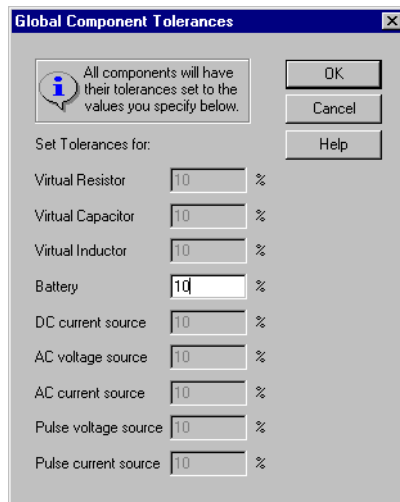 Global Component Tolerances
All components will have
their tolerances set to the
values you specify below.
OK
Cancel
Help
Set Tolerances for:
Virtual Resistor 10 %
Virtual Capacitor 10 %
Virtual Inductor 10 %
Battery 10 %
DC current source 10 %
AC voltage source 10 %
AC current source 10 %
Pulse voltage source 10 %
Pulse current source 10 %